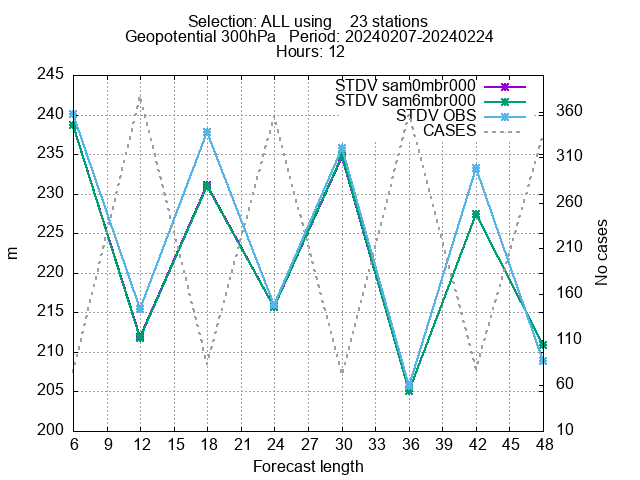 Selection: ALL using 23 stations
Geopotential 300hPa Period: 20240207-20240224
Hours: 12
STDV sam0mbr000
STDV sam6mbr000
STDV OBS
CASES
245
240
235
230
225
220
215
210
205
200
m
360
310
260
210
160
110
60
10
No cases
6 9 12 15 18 21 24 27 30 33 36 39 42 45 48
Forecast length